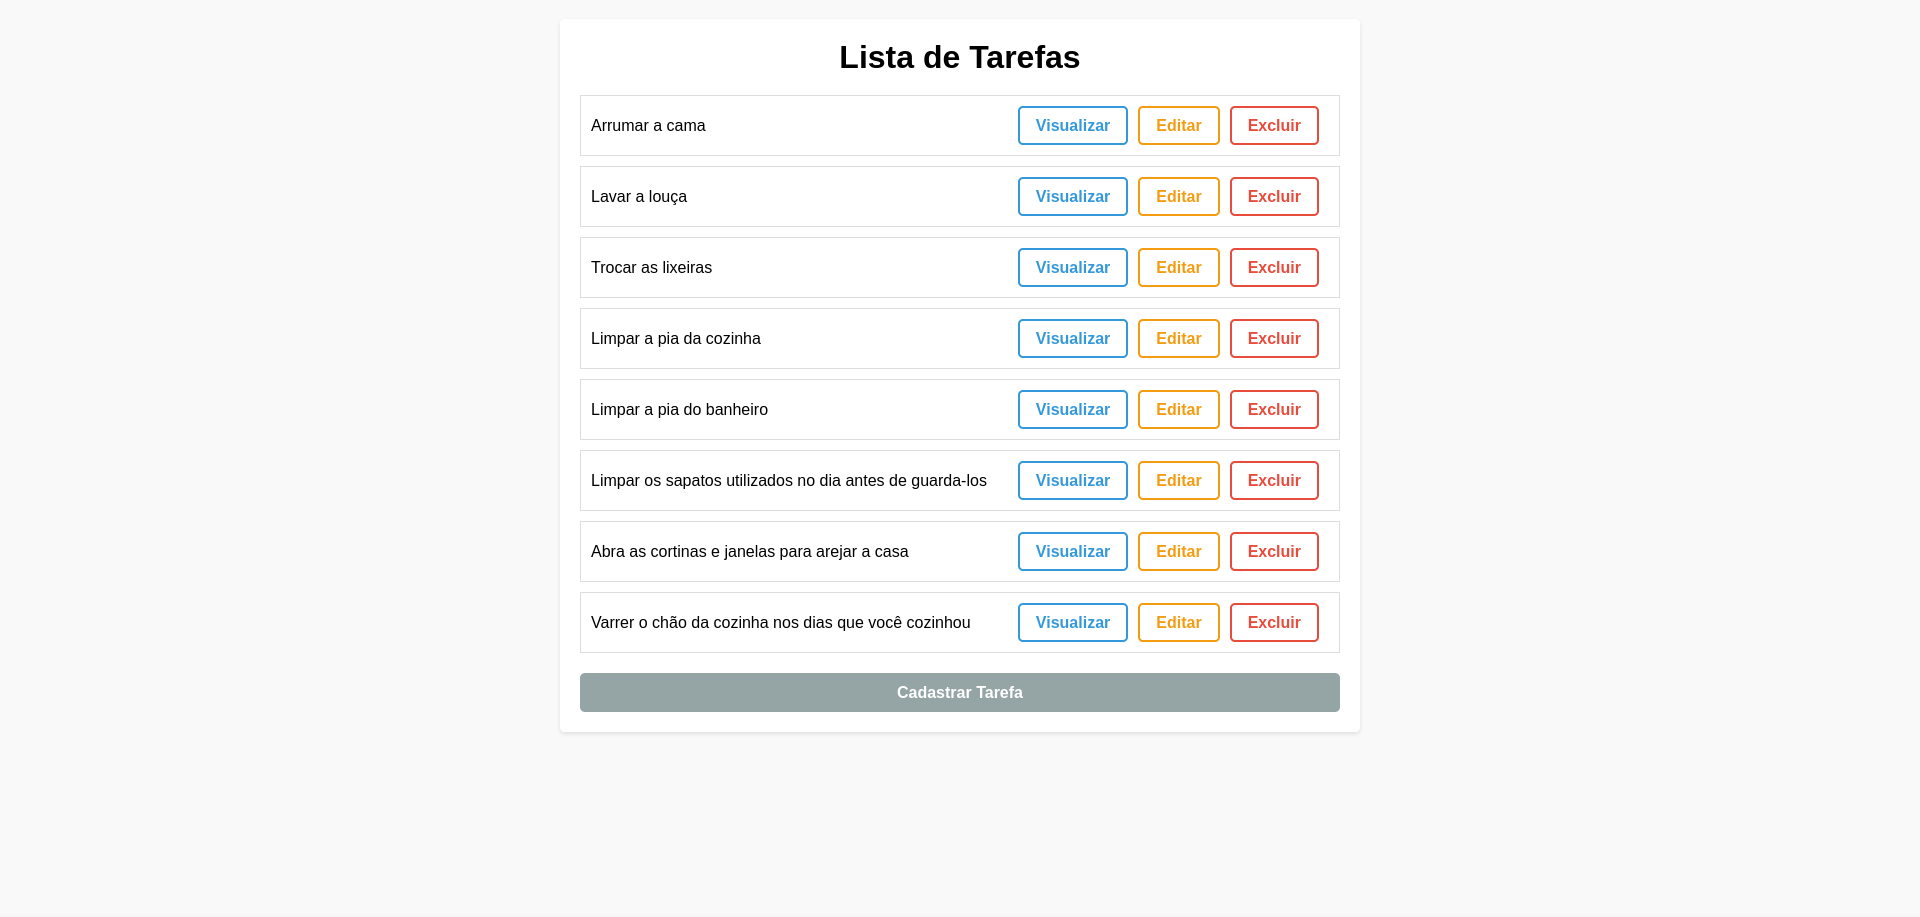 Lista de Tarefas
Arrumar a cama Visualizar Editar Excluir
Lavar a louça Visualizar Editar Excluir
Trocar as lixeiras Visualizar Editar Excluir
Limpar a pia da cozinha Visualizar Editar Excluir
Limpar a pia do banheiro Visualizar Editar Excluir
Limpar os sapatos utilizados no dia antes de guarda-los Visualizar Editar Excluir
Abra as cortinas e janelas para arejar a casa Visualizar Editar Excluir
Varrer o chão da cozinha nos dias que você cozinhou Visualizar Editar Excluir
Cadastrar Tarefa